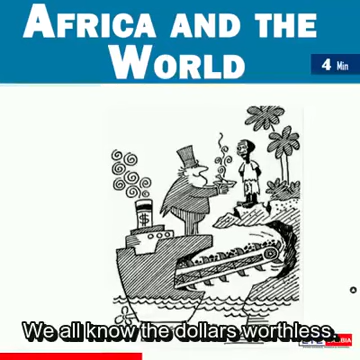 AFRICA AND THE
WORLD
4 Min
$
We all know the dollars worthless.